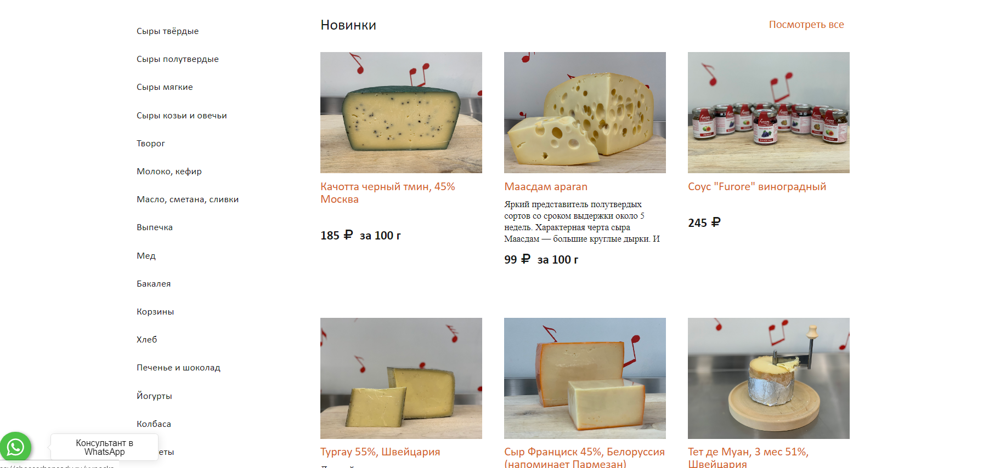 Сыры твёрдые
Сыры полутвердые
Сыры мягкие
Сыры козьи и овечьи
Творог
Молоко, кефир
Масло, сметана, сливки
Выпечка
Мед
Бакалея
Корзины
Хлеб
Печенье и шоколад
Йогурты
Колбаса
Консультант в
WhatsApp
Новинки
Посмотреть все
Качотта черный тмин, 45%
Москва
185 ₽ за 100 г
Маасдам aparan
Яркий представитель полутвердых
сортов со сроком выдержки около 5
недель. Характерная черта сыра
Маасдам — большие круглые дырки. И
99 ₽ за 100 г
Furore
Соус "Furore" виноградный
245 ₽
Тургау 55%, Швейцария
Сыр Франциск 45%, Белоруссия
(напоминает Пармезан)
Тет де Муан, 3 мес 51%,
Швейцария